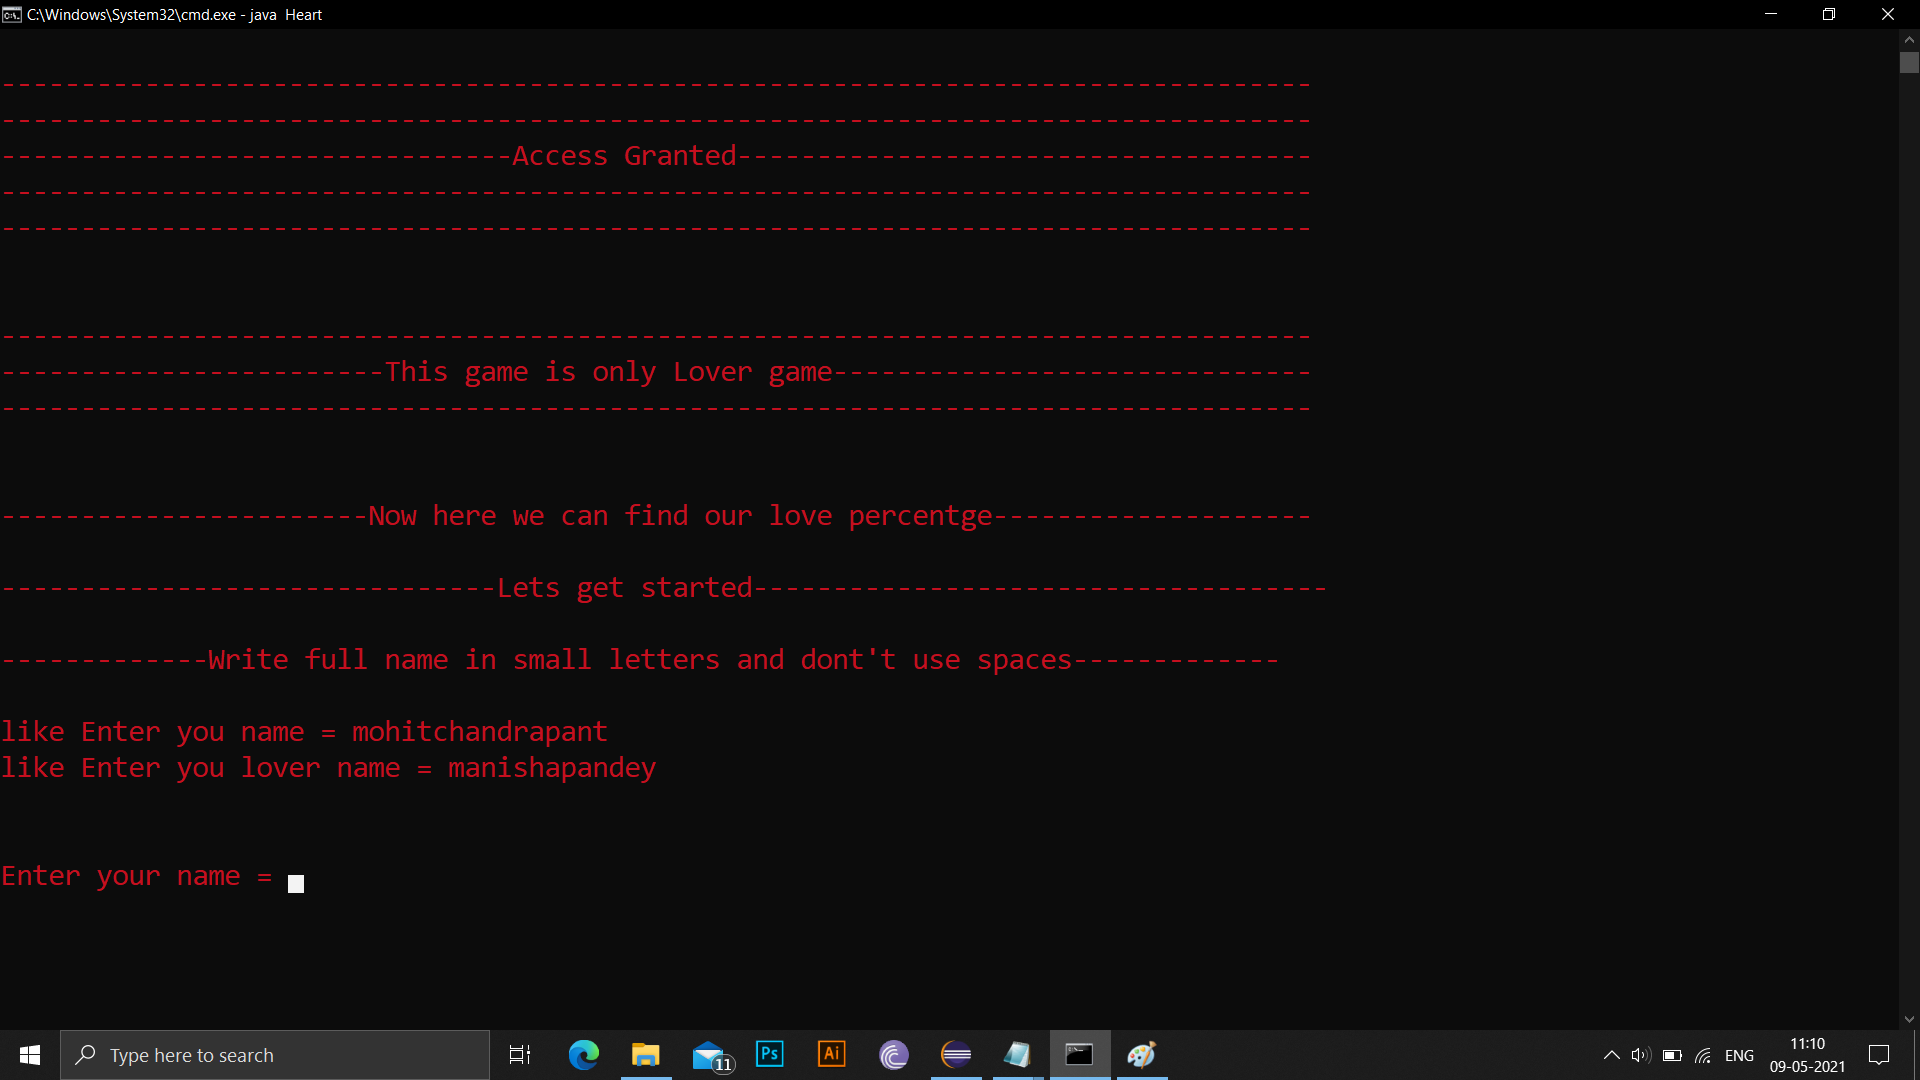 C:\Windows\System32\cmd.exe - java  Heart
----------------------------------------------------------------------------------
----------------------------------------------------------------------------------
--------------------------------Access Granted------------------------------------
----------------------------------------------------------------------------------
----------------------------------------------------------------------------------
----------------------------------------------------------------------------------
------------------------This game is only Lover game------------------------------
----------------------------------------------------------------------------------
-----------------------Now here we can find our love percentge--------------------
-------------------------------Lets get started------------------------------------
-------------Write full name in small letters and dont't use spaces-------------
like Enter you name = mohitchandrapant
like Enter you lover name = manishapandey
Enter your name =
Type here to search
11
Ps
Ai
ENG
11:10
09-05-2021